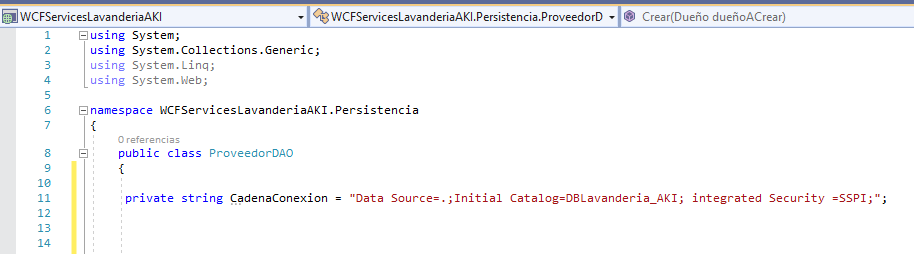 WCFServicesLavanderiaAKI WCFServicesLavanderiaAKI.Persistencia.ProveedorD Crear(Dueño dueñoACrear)
1 using System;
2 using System.Collections.Generic;
3 using System.Linq;
4 using System.Web;
5
6 namespace WCFServicesLavanderiaAKI.Persistencia
7 {
0 referencias
8 public class ProveedorDAO
9 {
10
11 private string CadenaConexion = "Data Source=.;Initial Catalog=DBLavanderia_AKI; integrated Security =SSPI;";
12
13
14